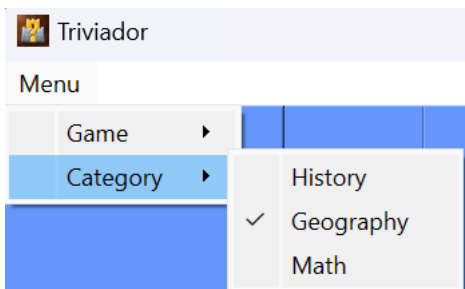 Triviador
Menu
Game
Category
History
Geography
Math